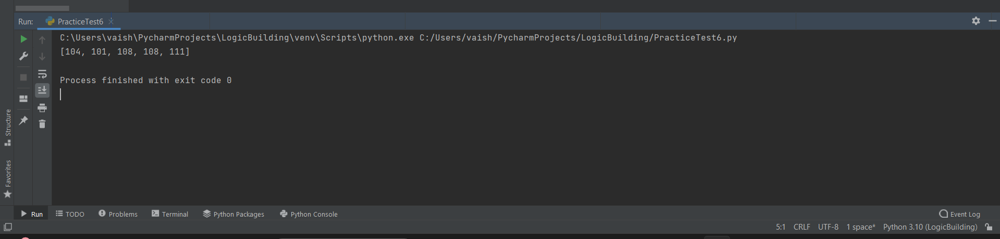 Run: PracticeTest6
C:\Users\vaish\PycharmProjects\LogicBuilding\venv\Scripts\python.exe C:/Users/vaish/PycharmProjects/LogicBuilding/PracticeTest6.py
[104, 101, 108, 108, 111]
Process finished with exit code 0
Structure
Favorites
Run TODO Problems Terminal Python Packages Python Console Event Log
5:1 CRLF UTF-8 1 space* Python 3.10 (LogicBuilding)